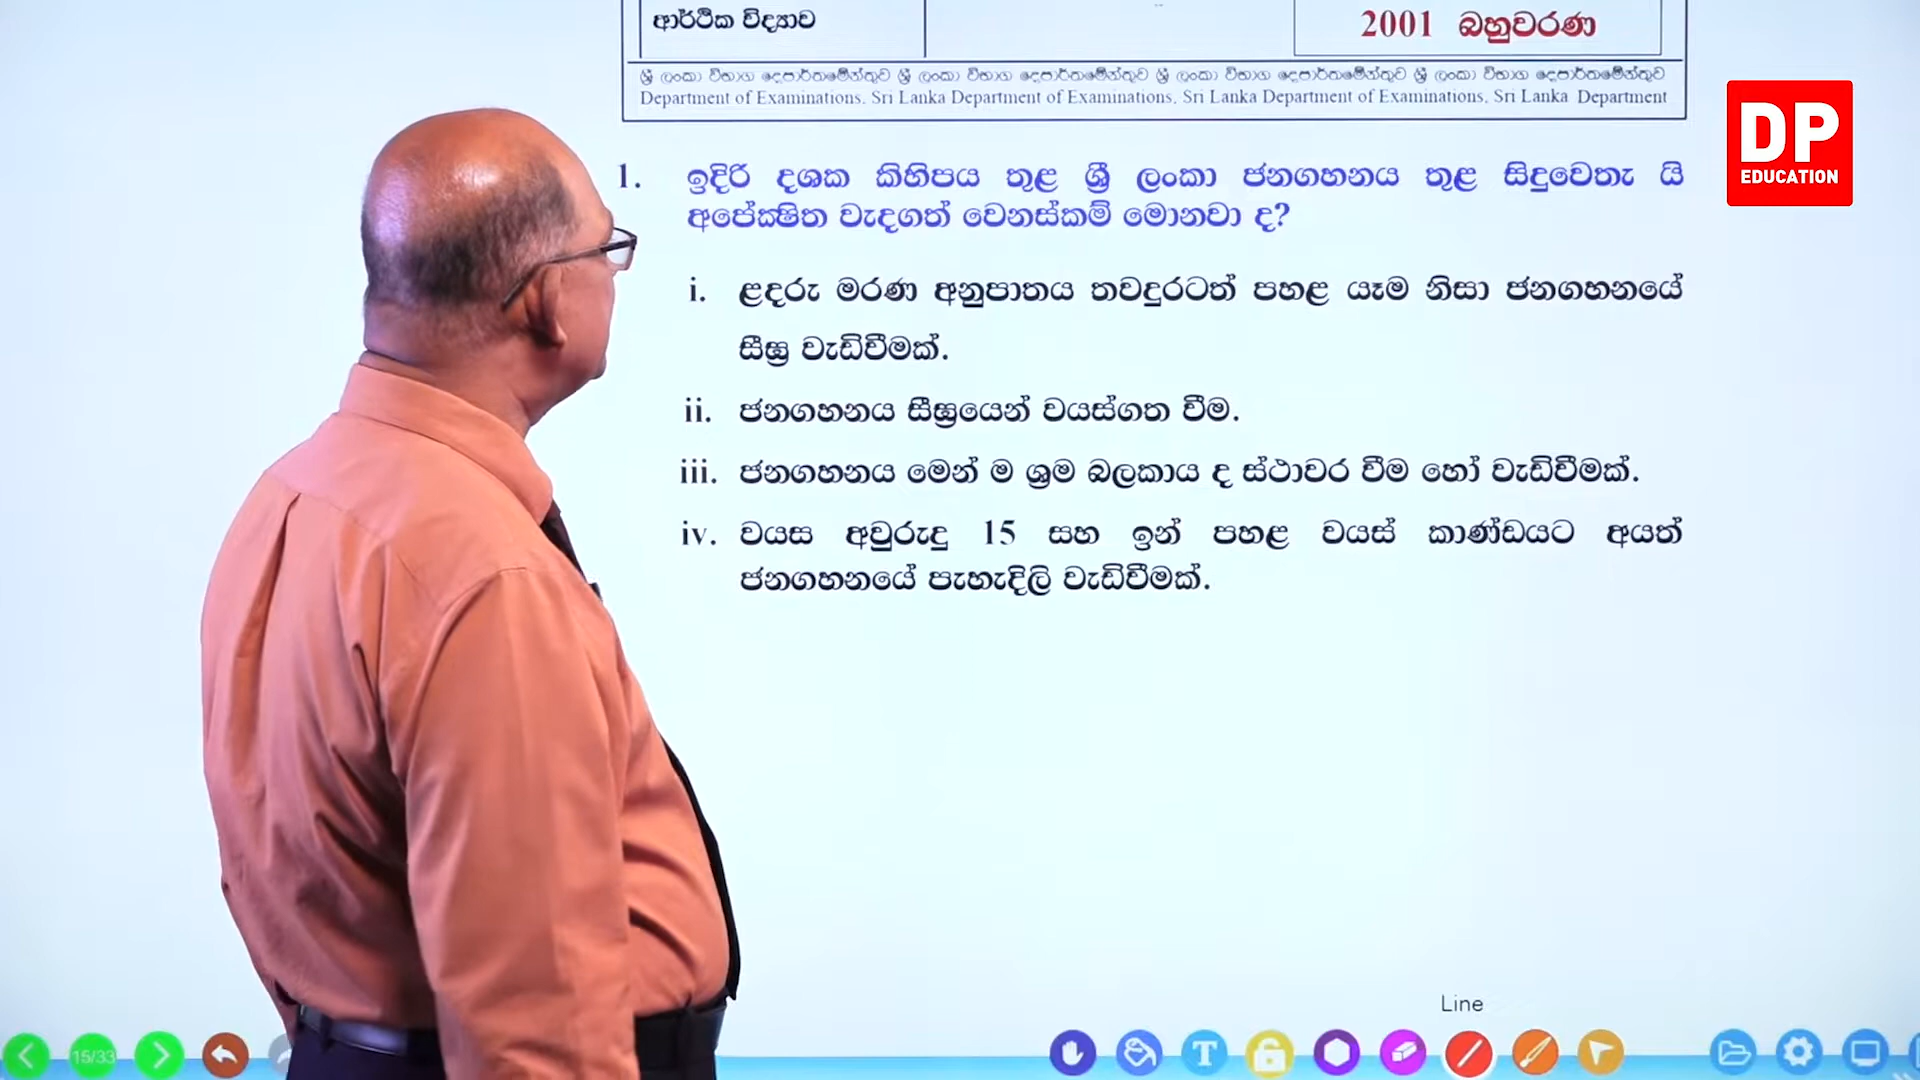 ආර්ථික විද්‍යාව
2001 බහුවරණ
ශ්‍රී ලංකා විභාග දෙපාර්තමේන්තුව ශ්‍රී ලංකා විභාග දෙපාර්තමේන්තුව ශ්‍රී ලංකා විභාග දෙපාර්තමේන්තුව ශ්‍රී ලංකා විභාග දෙපාර්තමේන්තුව
Department of Examinations, Sri Lanka Department of Examinations, Sri Lanka Department of Examinations, Sri Lanka Department
DP
EDUCATION
1. ඉදිරි දශක කිහිපය තුළ ශ්‍රී ලංකා ජනගහනය තුළ සිදුවෙතැ යි
අපේක්‍ෂිත වැදගත් වෙනස්කම් මොනවා ද?
i. ළදරු මරණ අනුපාතය තවදුරටත් පහළ යෑම නිසා ජනගහනයේ
සීඝ්‍ර වැඩිවීමක්.
ii. ජනගහනය සීඝ්‍රයෙන් වයස්ගත වීම.
iii. ජනගහනය මෙන් ම ශ්‍රම බලකාය ද ස්ථාවර වීම හෝ වැඩිවීමක්.
iv. වයස අවුරුදු 15 සහ ඉන් පහළ වයස් කාණ්ඩයට අයත්
ජනගහනයේ පැහැදිලි වැඩිවීමක්.
Line
15/33
T